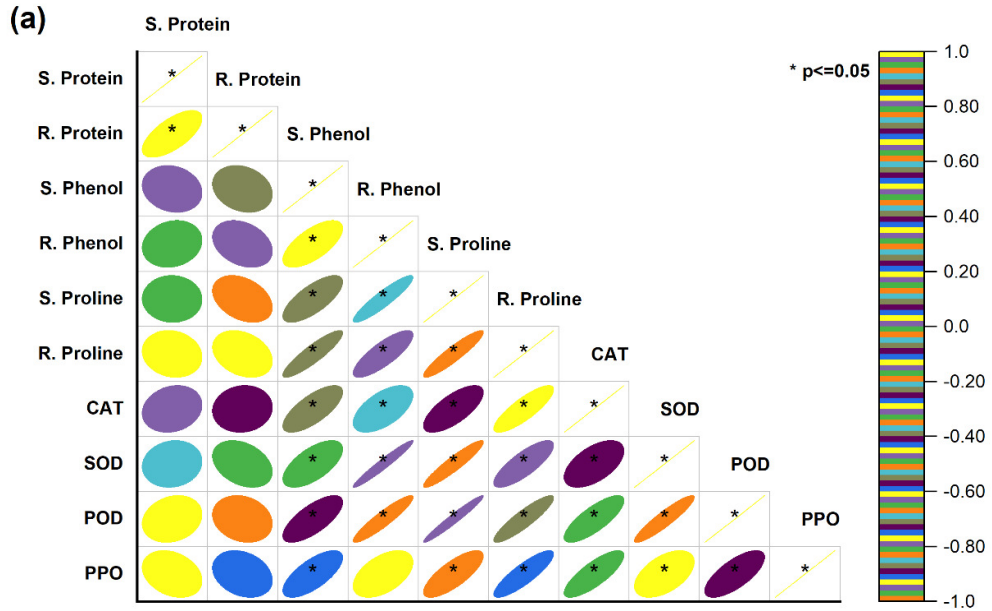 (a)
S. Protein
S. Protein * R. Protein
R. Protein * * S. Phenol
S. Phenol * R. Phenol
R. Phenol * * S. Proline
S. Proline * * * R. Proline
R. Proline * * * * CAT
CAT * * * * * SOD
SOD * * * * * * POD
POD * * * * * * * PPO
PPO * * * * * * *
* p<=0.05
1.0
0.80
0.60
0.40
0.20
0.0
-0.20
-0.40
-0.60
-0.80
-1.0